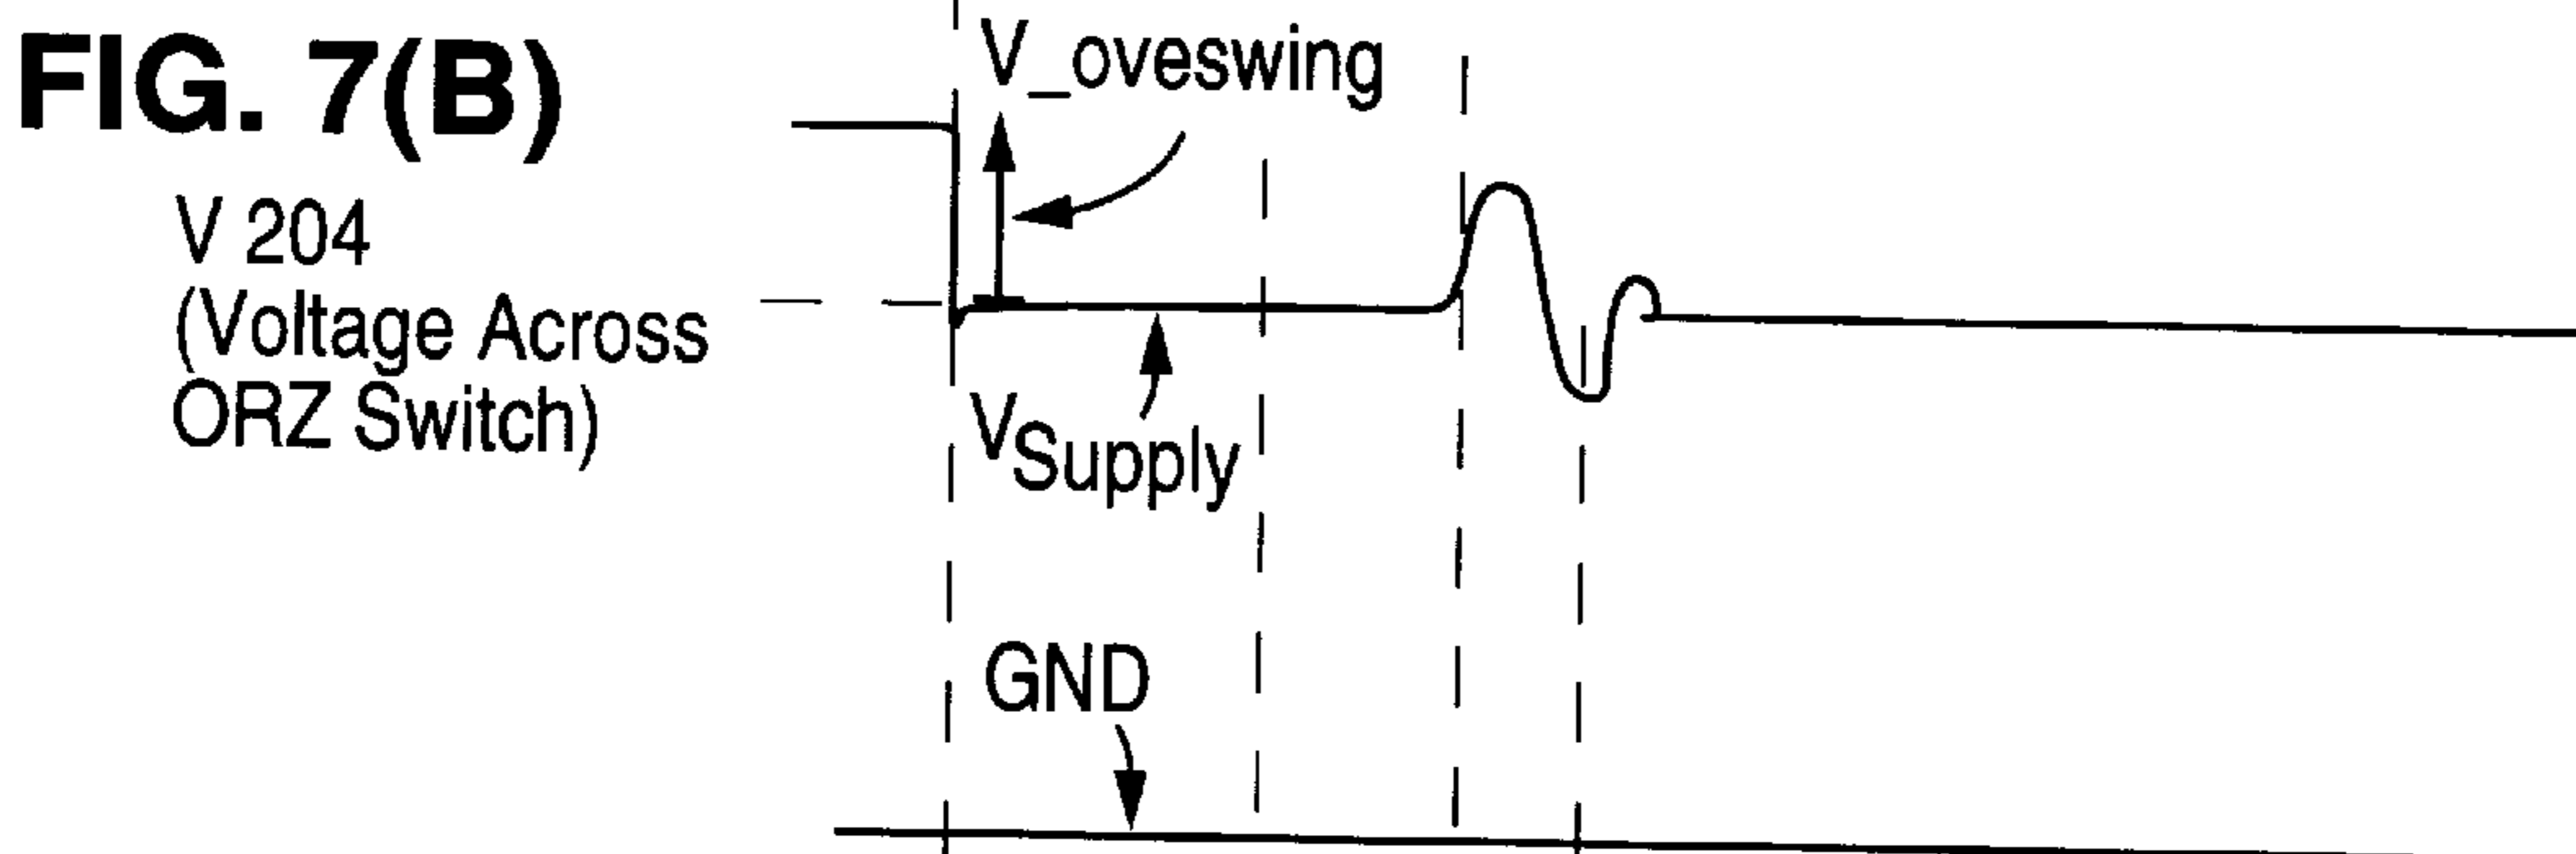 FIG. 7(B)
V_oveswing
V 204
(Voltage Across
ORZ Switch)
VSupply
GND